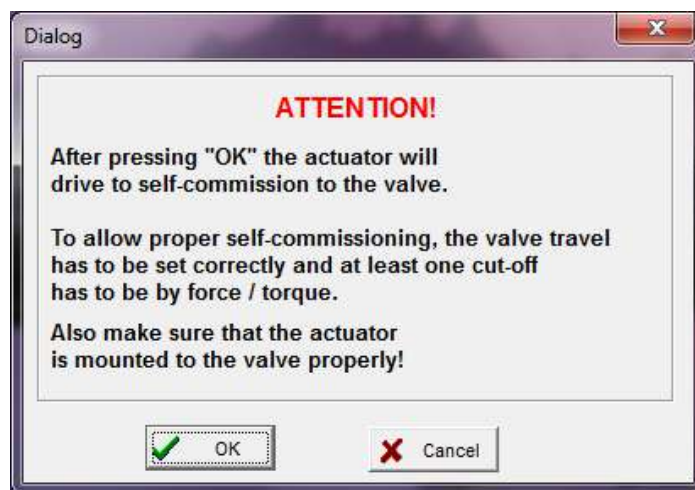 Dialog
ATTENTION!
After pressing "OK" the actuator will
drive to self-commission to the valve.
To allow proper self-commissioning, the valve travel
has to be set correctly and at least one cut-off
has to be by force / torque.
Also make sure that the actuator
is mounted to the valve properly!
OK
Cancel